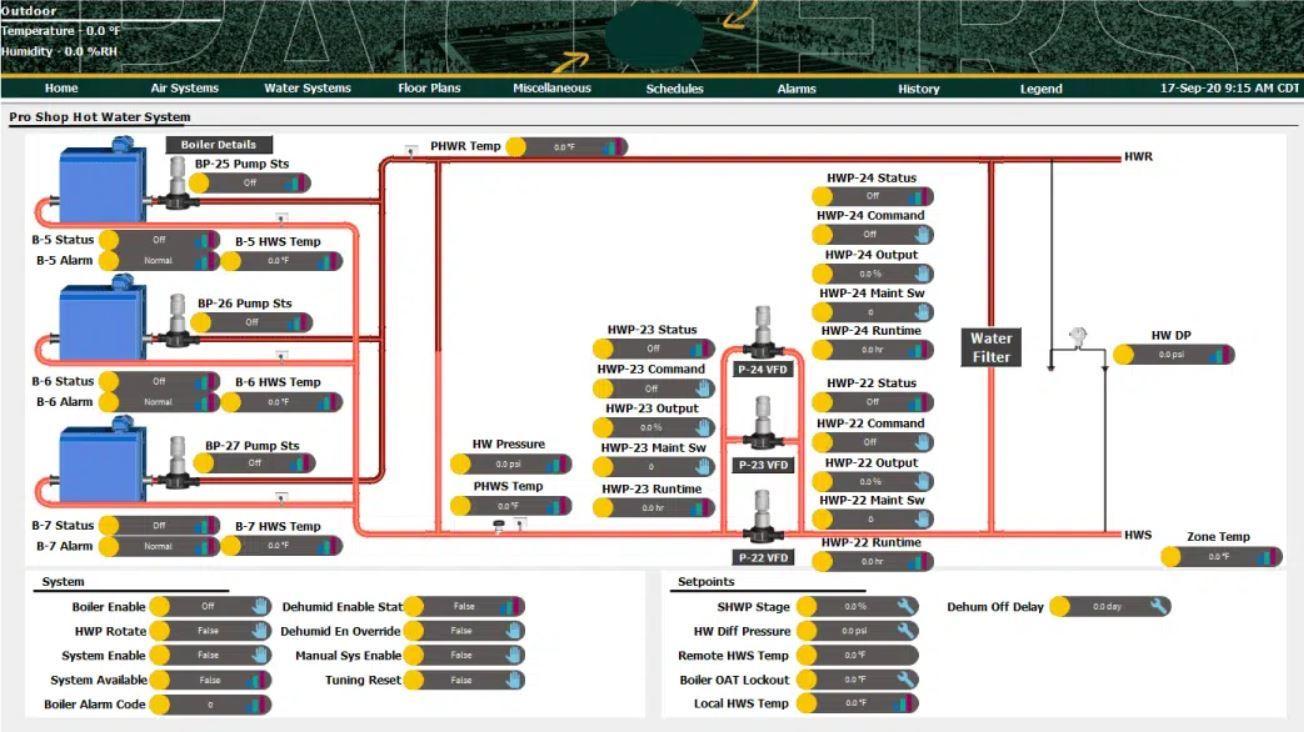 Outdoor
Temperature - 0.0 °F
Humidity - 0.0 %RH
Home Air Systems Water Systems Floor Plans Miscellaneous Schedules Alarms History Legend 17-Sep-20 9:15 AM CDT
Pro Shop Hot Water System
Boiler Details
PHWR Temp 0.0 °F
HWR
BP-25 Pump Sts
Off
B-5 Status Off
B-5 HWS Temp
B-5 Alarm Normal
0.0 °F
BP-26 Pump Sts
Off
B-6 Status Off
B-6 HWS Temp
B-6 Alarm Normal
0.0 °F
BP-27 Pump Sts
Off
B-7 Status Off
B-7 HWS Temp
B-7 Alarm Normal
0.0 °F
HW Pressure
0.0 psi
PHWS Temp
0.0 °F
HWP-23 Status
Off
HWP-23 Command
Off
HWP-23 Output
0.0 %
HWP-23 Maint Sw
0
HWP-23 Runtime
0.0 hr
P-24 VFD
P-23 VFD
P-22 VFD
HWP-24 Status
Off
HWP-24 Command
Off
HWP-24 Output
0.0 %
HWP-24 Maint Sw
0
HWP-24 Runtime
0.0 hr
HWP-22 Status
Off
HWP-22 Command
Off
HWP-22 Output
0.0 %
HWP-22 Maint Sw
0
HWP-22 Runtime
0.0 hr
Water
Filter
HW DP
0.0 psi
HWS
Zone Temp
0.0 °F
System
Boiler Enable Off Dehumid Enable Stat False
HWP Rotate False Dehumid En Override False
System Enable False Manual Sys Enable False
System Available False Tuning Reset False
Boiler Alarm Code 0
Setpoints
SHWP Stage 0.0 % Dehum Off Delay 0.0 day
HW Diff Pressure 0.0 psi
Remote HWS Temp 0.0 °F
Boiler OAT Lockout 0.0 °F
Local HWS Temp 0.0 °F